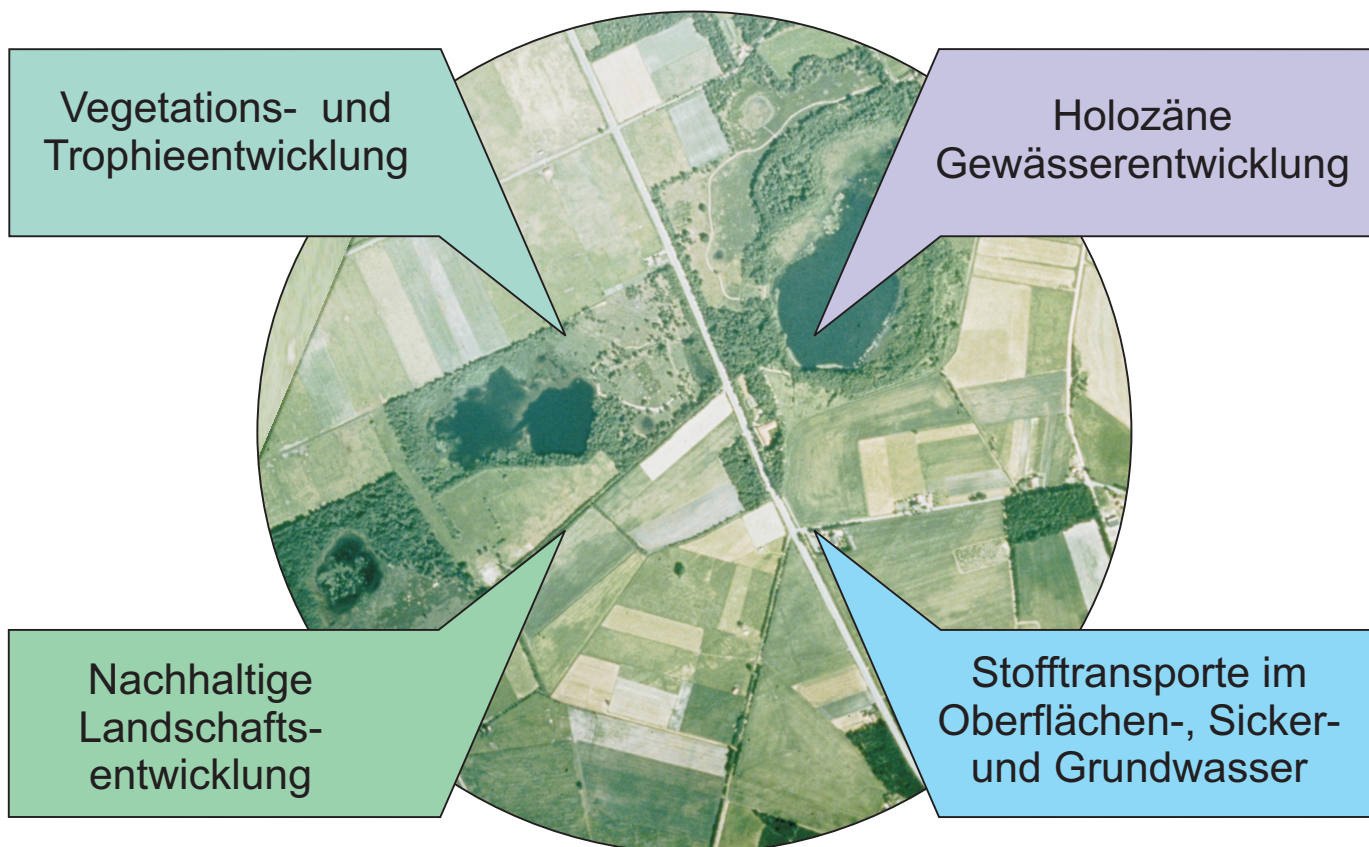 Vegetations- und
Trophieentwicklung
Holozäne
Gewässerentwicklung
Nachhaltige
Landschafts-
entwicklung
Stofftransporte im
Oberflächen-, Sicker-
und Grundwasser